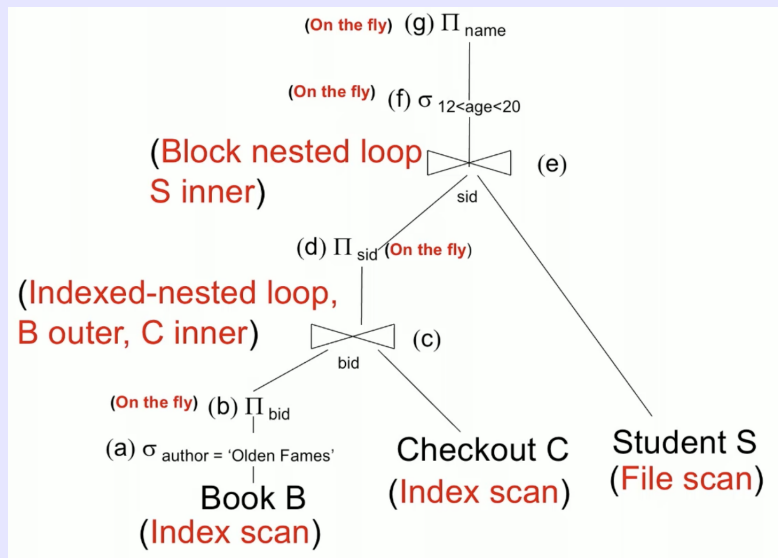 (On the fly) (g) Π name
(On the fly) (f) σ 12<age<20
(Block nested loop
S inner)
(e)
sid
(d) Π sid (On the fly)
(Indexed-nested loop,
B outer, C inner)
(c)
bid
(On the fly) (b) Π bid
(a) σ author = ‘Olden Fames’
Checkout C
(Index scan)
Student S
(File scan)
Book B
(Index scan)